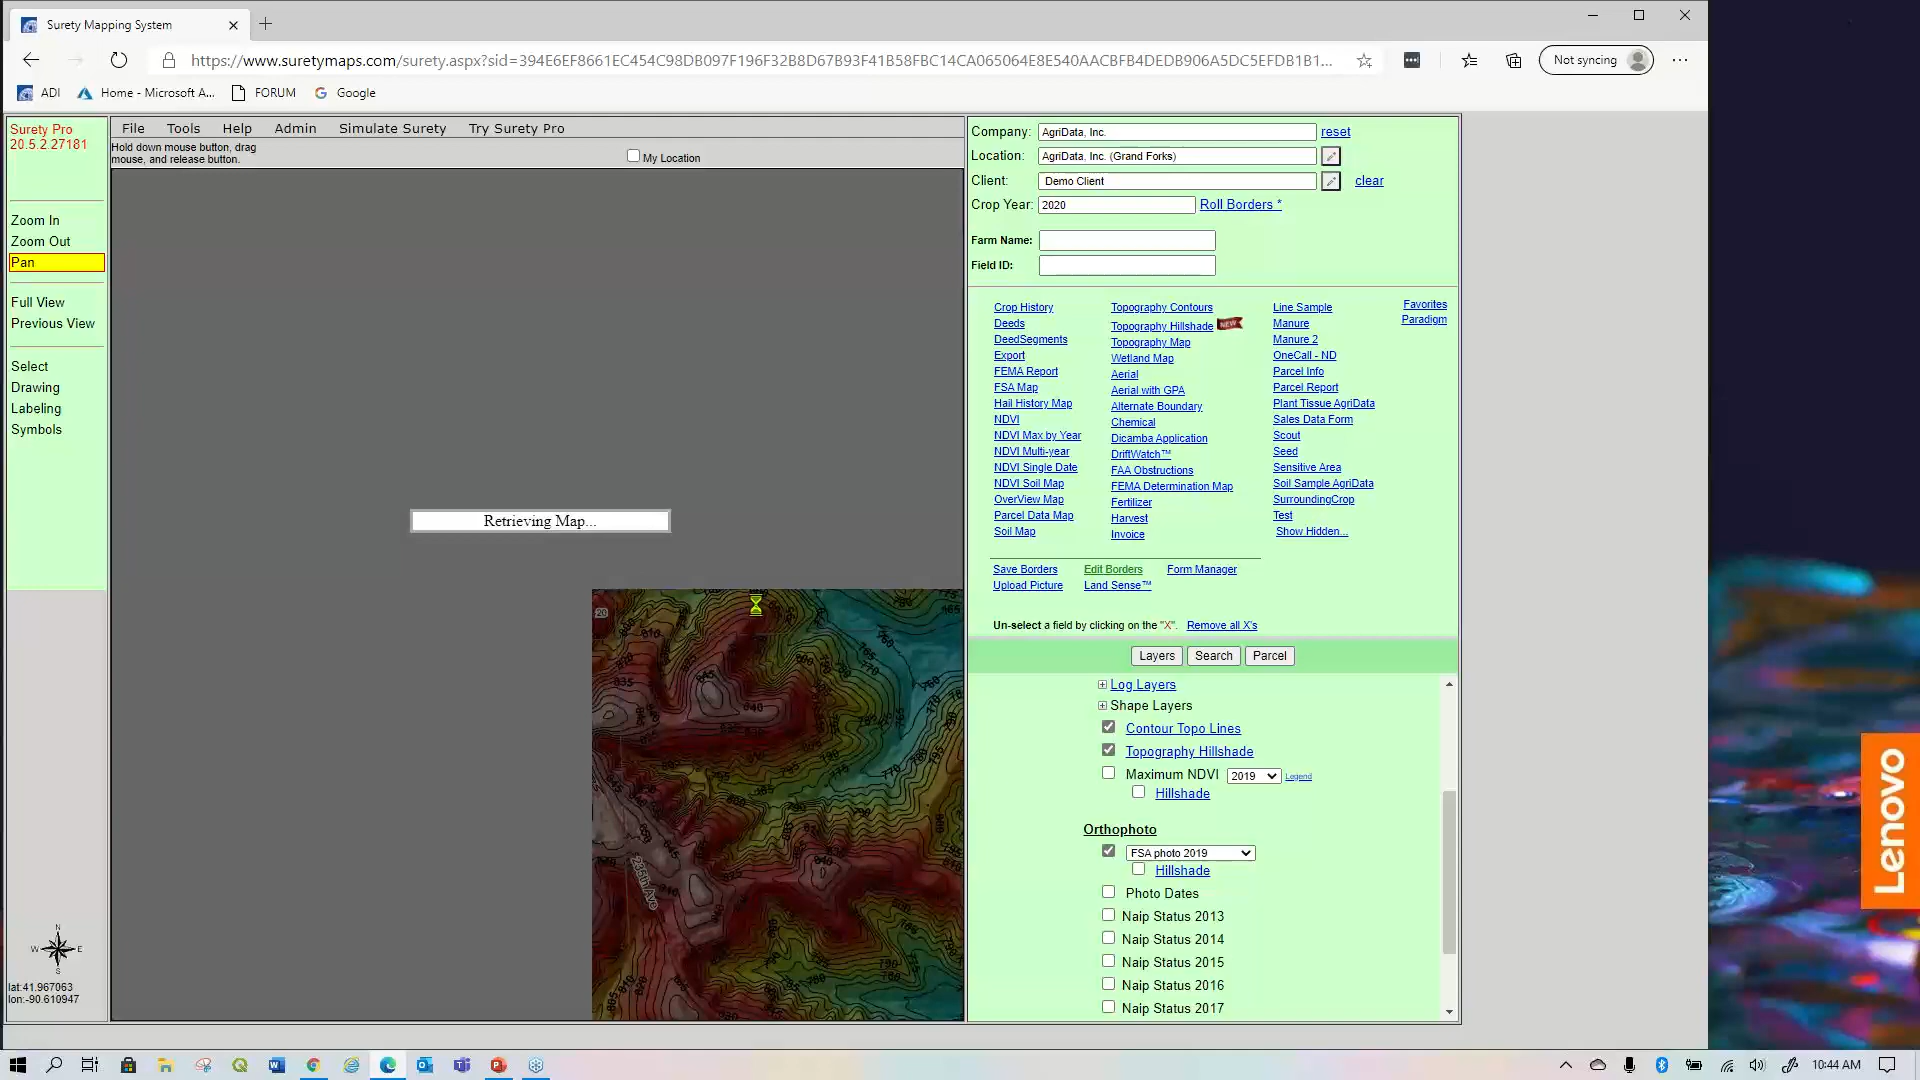 Surety Mapping System
https://www.suretymaps.com/surety.aspx?sid=394E6EF8661EC454C98DB097F196F32B8D67B93F41B58FBC14CA065064E8E540AACBFB4DEDB906A5DC5EFDB1B1...
Not syncing
ADI
Home - Microsoft A...
FORUM
Google
Surety Pro
20.5.2.27181
File Tools Help Admin Simulate Surety Try Surety Pro
Hold down mouse button, drag
mouse, and release button.
My Location
Zoom In
Zoom Out
Pan
Full View
Previous View
Select
Drawing
Labeling
Symbols
N
W E
S
lat:41.967063
lon:-90.610947
Retrieving Map...
Company: AgriData, Inc. reset
Location: AgriData, Inc. (Grand Forks)
Client: Demo Client clear
Crop Year: 2020 Roll Borders *
Farm Name:
Field ID:
Crop History
Deeds
DeedSegments
Export
FEMA Report
FSA Map
Hail History Map
NDVI
NDVI Max by Year
NDVI Multi-year
NDVI Single Date
NDVI Soil Map
OverView Map
Parcel Data Map
Soil Map
Topography Contours
Topography Hillshade NEW
Topography Map
Wetland Map
Aerial
Aerial with GPA
Alternate Boundary
Chemical
Dicamba Application
DriftWatch™
FAA Obstructions
FEMA Determination Map
Fertilizer
Harvest
Invoice
Line Sample
Manure
Manure 2
OneCall - ND
Parcel Info
Parcel Report
Plant Tissue AgriData
Sales Data Form
Scout
Seed
Sensitive Area
Soil Sample AgriData
SurroundingCrop
Test
Show Hidden...
Favorites
Paradigm
Save Borders Edit Borders Form Manager
Upload Picture Land Sense™
Un-select a field by clicking on the "X". Remove all X's
Layers Search Parcel
Log Layers
Shape Layers
Contour Topo Lines
Topography Hillshade
Maximum NDVI 2019 Legend
Hillshade
Orthophoto
FSA photo 2019
Hillshade
Photo Dates
Naip Status 2013
Naip Status 2014
Naip Status 2015
Naip Status 2016
Naip Status 2017
Lenovo
10:44 AM